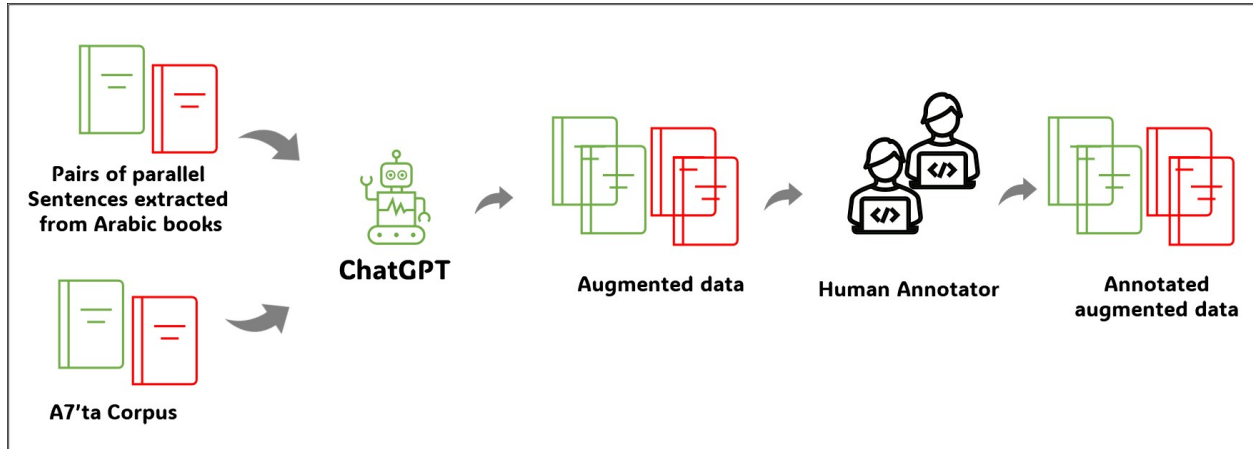 Pairs of parallel
Sentences extracted
from Arabic books
A7'ta Corpus
ChatGPT
Augmented data
</>
</>
Human Annotator
Annotated
augmented data